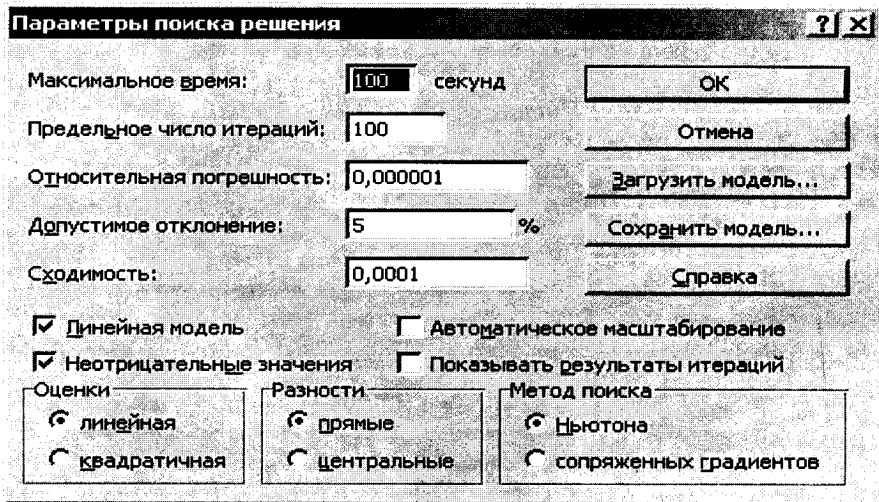 Параметры поиска решения
Максимальное время: 100 секунд OK
Предельное число итераций: 100 Отмена
Относительная погрешность: 0,000001 Загрузить модель...
Допустимое отклонение: 5 % Сохранить модель...
Сходимость: 0,0001 Справка
Линейная модель Автоматическое масштабирование
Неотрицательные значения Показывать результаты итераций
Оценки Разности Метод поиска
линейная прямые Ньютона
квадратичная центральные сопряженных градиентов